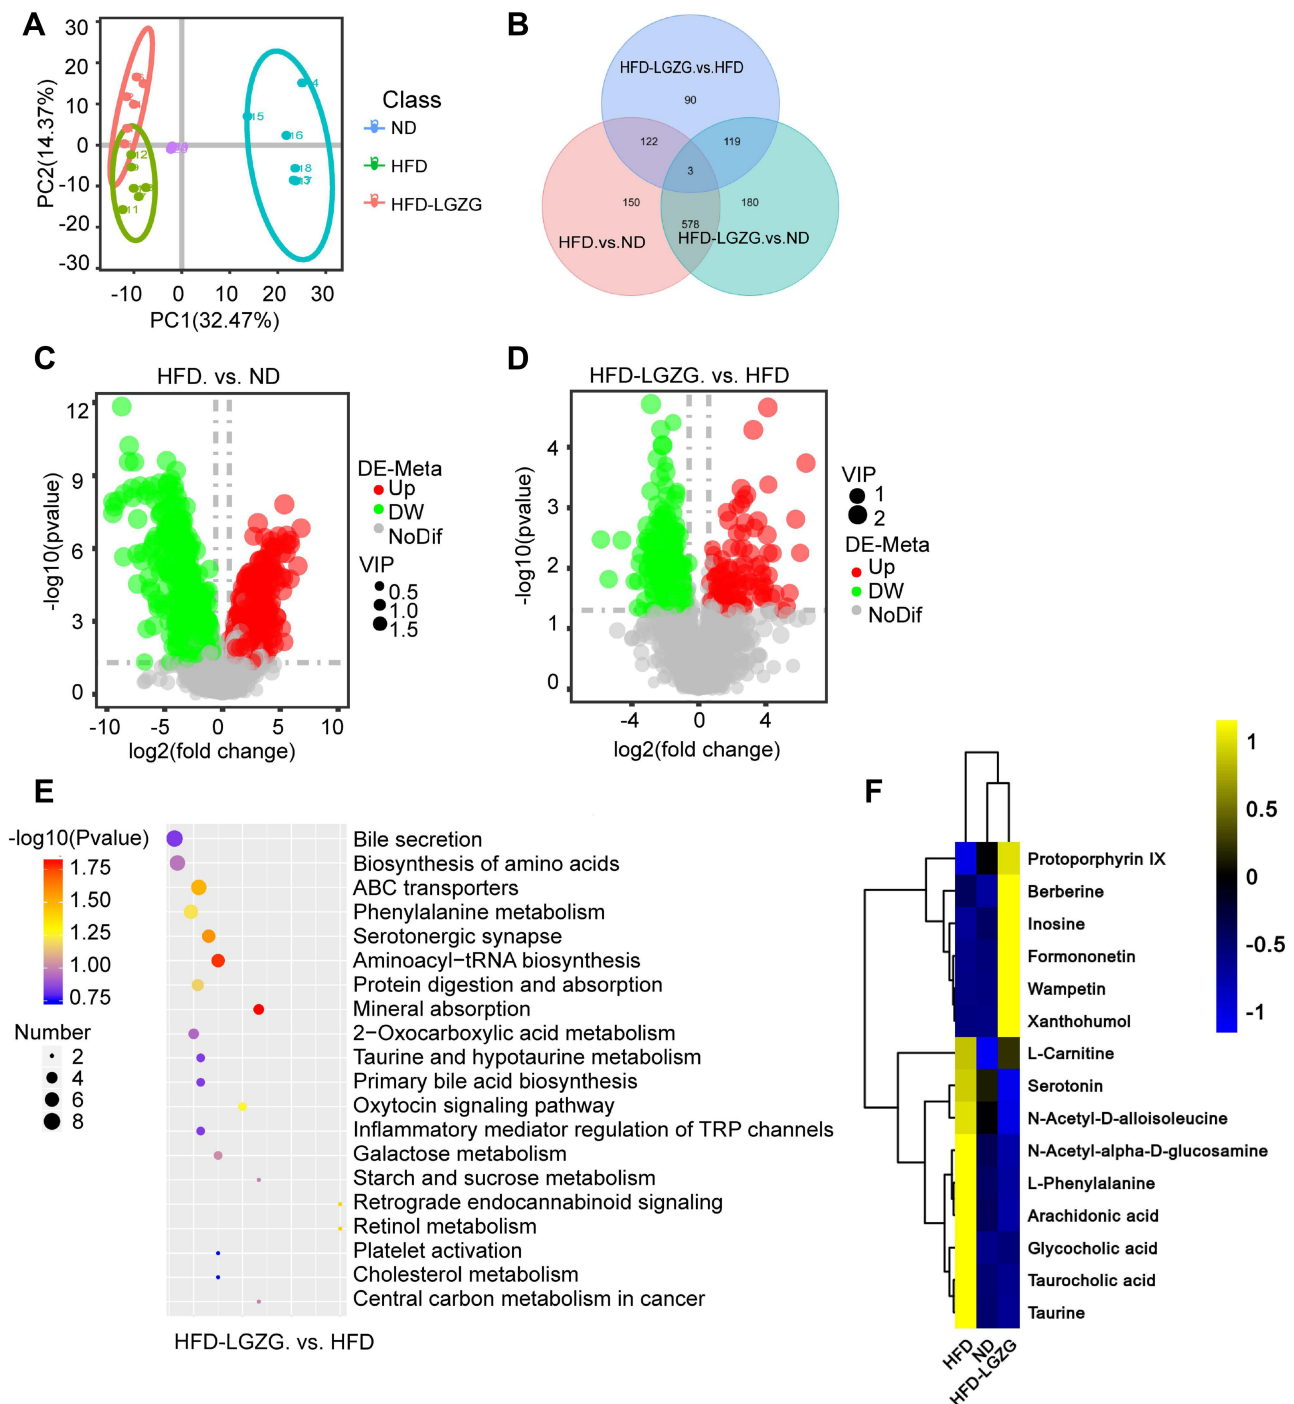 A
30
20
10
0
-10
-20
-30
PC2(14.37%)
-10 0 10 20 30
PC1(32.47%)
12
11
15
4
16
18
Class
ND
HFD
HFD-LGZG
B
HFD-LGZG.vs.HFD
90
122
119
3
150
180
578
HFD.vs.ND
HFD-LGZG.vs.ND
C
HFD. vs. ND
12
9
6
3
0
-log10(pvalue)
-10 -5 0 5 10
log2(fold change)
DE-Meta
Up
DW
NoDif
VIP
0.5
1.0
1.5
D
HFD-LGZG. vs. HFD
4
3
2
1
0
-log10(pvalue)
-4 0 4
log2(fold change)
VIP
1
2
DE-Meta
Up
DW
NoDif
E
-log10(Pvalue)
1.75
1.50
1.25
1.00
0.75
Number
2
4
6
8
Bile secretion
Biosynthesis of amino acids
ABC transporters
Phenylalanine metabolism
Serotonergic synapse
Aminoacyl−tRNA biosynthesis
Protein digestion and absorption
Mineral absorption
2−Oxocarboxylic acid metabolism
Taurine and hypotaurine metabolism
Primary bile acid biosynthesis
Oxytocin signaling pathway
Inflammatory mediator regulation of TRP channels
Galactose metabolism
Starch and sucrose metabolism
Retrograde endocannabinoid signaling
Retinol metabolism
Platelet activation
Cholesterol metabolism
Central carbon metabolism in cancer
HFD-LGZG. vs. HFD
F
1
0.5
0
-0.5
-1
Protoporphyrin IX
Berberine
Inosine
Formononetin
Wampetin
Xanthohumol
L-Carnitine
Serotonin
N-Acetyl-D-alloisoleucine
N-Acetyl-alpha-D-glucosamine
L-Phenylalanine
Arachidonic acid
Glycocholic acid
Taurocholic acid
Taurine
HFD
ND
HFD-LGZG